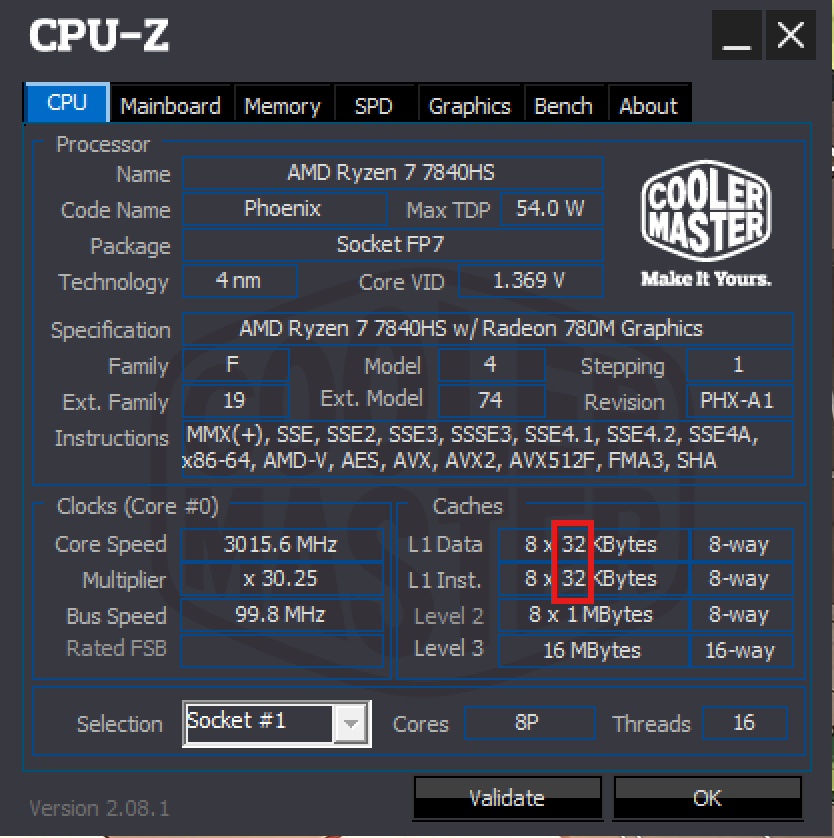 CPU-Z
CPU Mainboard Memory SPD Graphics Bench About
Processor
Name AMD Ryzen 7 7840HS
Code Name Phoenix Max TDP 54.0 W
Package Socket FP7
Technology 4 nm Core VID 1.369 V
COOLER
MASTER
Make It Yours.
Specification AMD Ryzen 7 7840HS w/ Radeon 780M Graphics
Family F Model 4 Stepping 1
Ext. Family 19 Ext. Model 74 Revision PHX-A1
Instructions MMX(+), SSE, SSE2, SSE3, SSSE3, SSE4.1, SSE4.2, SSE4A,
x86-64, AMD-V, AES, AVX, AVX2, AVX512F, FMA3, SHA
Clocks (Core #0) Caches
Core Speed 3015.6 MHz L1 Data 8 x 32 KBytes 8-way
Multiplier x 30.25 L1 Inst. 8 x 32 KBytes 8-way
Bus Speed 99.8 MHz Level 2 8 x 1 MBytes 8-way
Rated FSB Level 3 16 MBytes 16-way
Selection Socket #1 Cores 8P Threads 16
Version 2.08.1 Validate OK